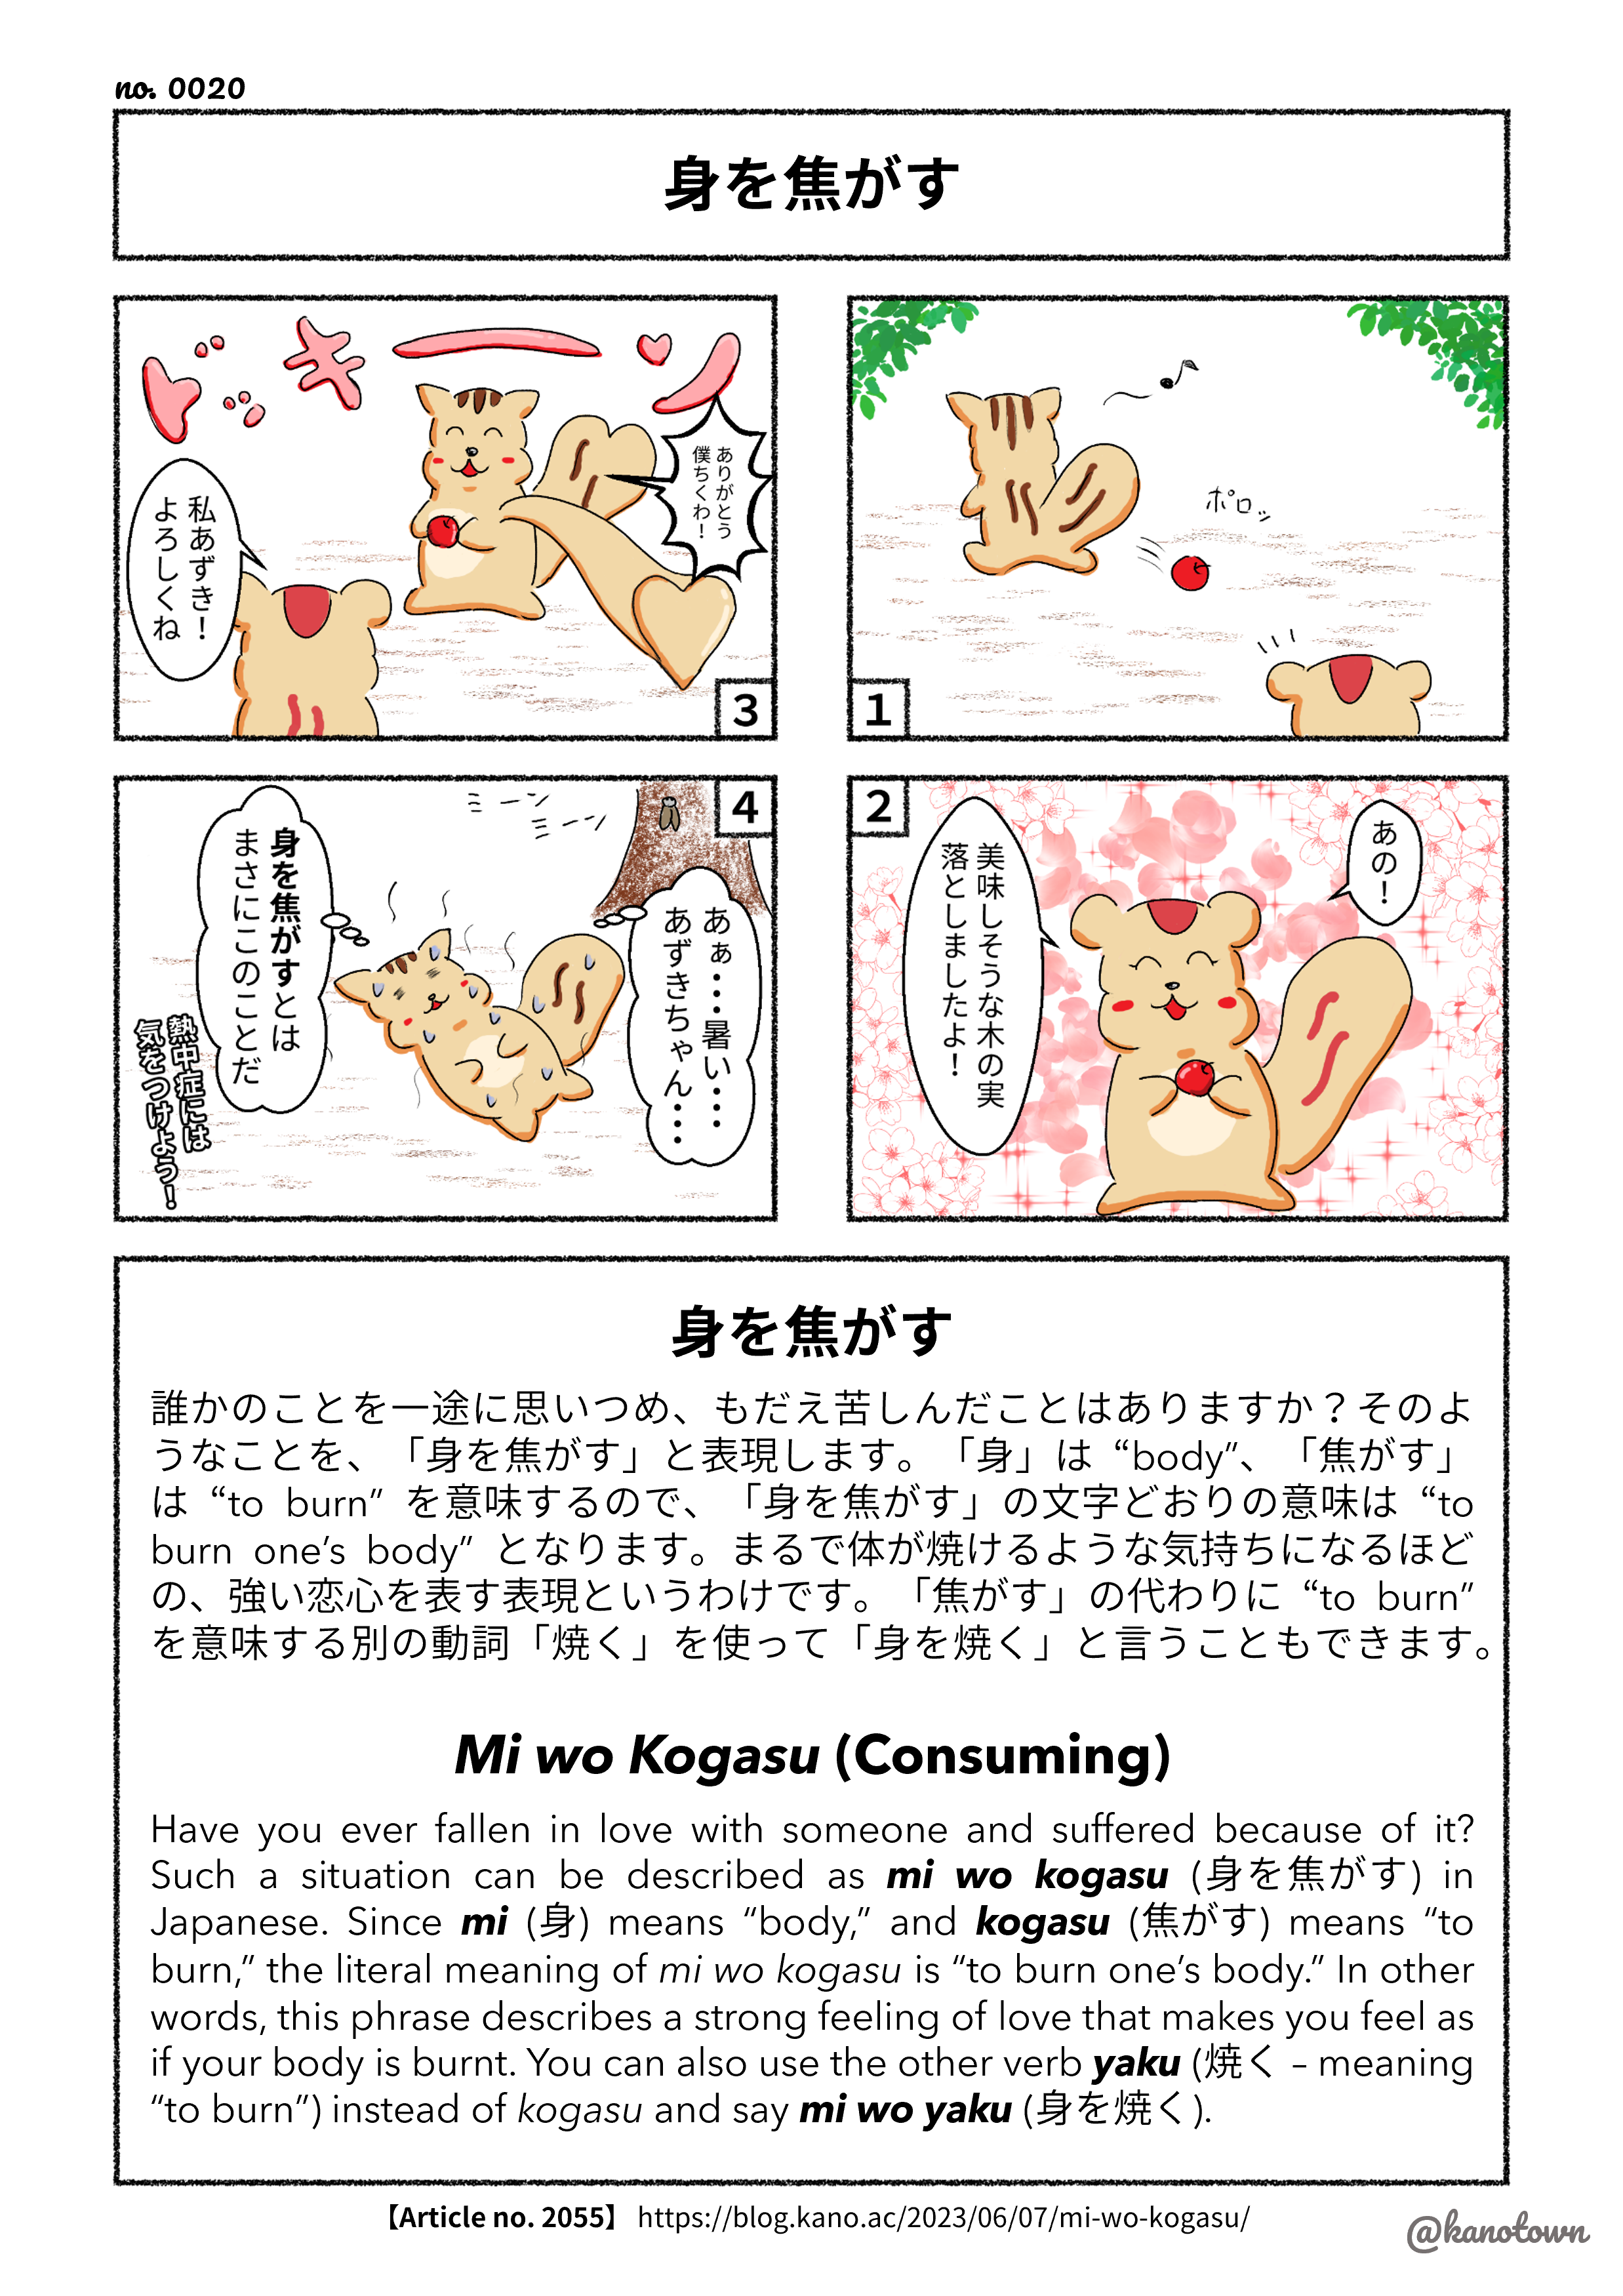 no. 0020
身を焦がす
ポロッ
1
あの！
美味しそうな木の実
落としましたよ！
2
ドキーン
ありがとう
僕ちくわ！
私あずき！
よろしくね
3
ミーン
ミーン
あぁ・・・暑い・・・
あずきちゃん・・・
身を焦がすとは
まさにこのことだ
熱中症には
気をつけよう！
4
身を焦がす
誰かのことを一途に思いつめ、もだえ苦しんだことはありますか？そのよ
うなことを、「身を焦がす」と表現します。「身」は “body”、「焦がす」
は “to burn” を意味するので、「身を焦がす」の文字どおりの意味は “to
burn one’s body” となります。まるで体が焼けるような気持ちになるほど
の、強い恋心を表す表現というわけです。「焦がす」の代わりに “to burn”
を意味する別の動詞「焼く」を使って「身を焼く」と言うこともできます。
Mi wo Kogasu (Consuming)
Have you ever fallen in love with someone and suffered because of it?
Such a situation can be described as mi wo kogasu (身を焦がす) in
Japanese. Since mi (身) means “body,” and kogasu (焦がす) means “to
burn,” the literal meaning of mi wo kogasu is “to burn one’s body.” In other
words, this phrase describes a strong feeling of love that makes you feel as
if your body is burnt. You can also use the other verb yaku (焼く – meaning
“to burn”) instead of kogasu and say mi wo yaku (身を焼く).
【Article no. 2055】 https://blog.kano.ac/2023/06/07/mi-wo-kogasu/
@kanotown